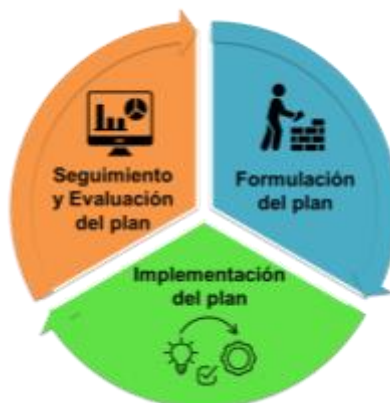 Seguimiento
y Evaluación
del plan
Formulación
del plan
Implementación
del plan